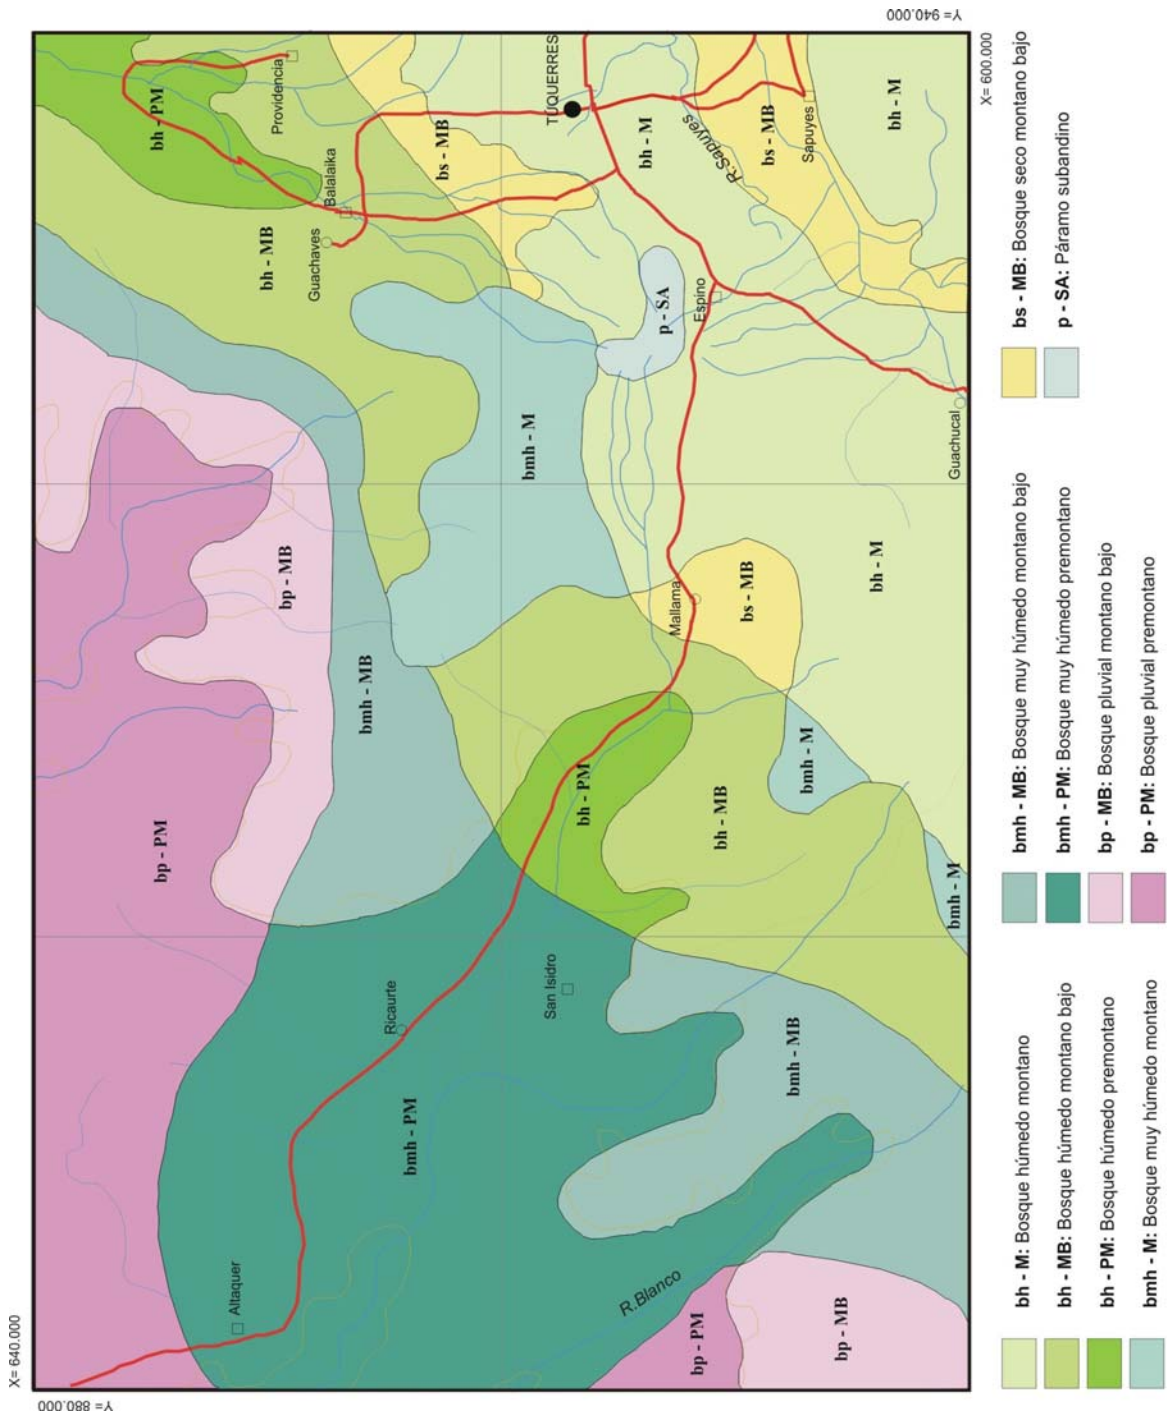 X= 640.000
Y= 880.000
bp - PM
bh - PM
Altaquer
bh - MB
Providencia
bp - MB
Guachaves
Balalaika
bmh - MB
Ricaurte
bmh - PM
bs - MB
bmh - M
San Isidro
TUQUERRES
bh - PM
bh - M
R.Blanco
p - SA
Mallama
bp - PM
Espino
R.Sapuyes
bh - MB
bs - MB
bs - MB
bmh - MB
bmh - M
Sapuyes
bp - MB
bh - M
bh - M
bmh - M
Guachucal
Y= 940.000
X= 600.000
bh - M: Bosque húmedo montano
bh - MB: Bosque húmedo montano bajo
bh - PM: Bosque húmedo premontano
bmh - M: Bosque muy húmedo montano
bmh - MB: Bosque muy húmedo montano bajo
bmh - PM: Bosque muy húmedo premontano
bp - MB: Bosque pluvial montano bajo
bp - PM: Bosque pluvial premontano
bs - MB: Bosque seco montano bajo
p - SA: Páramo subandino